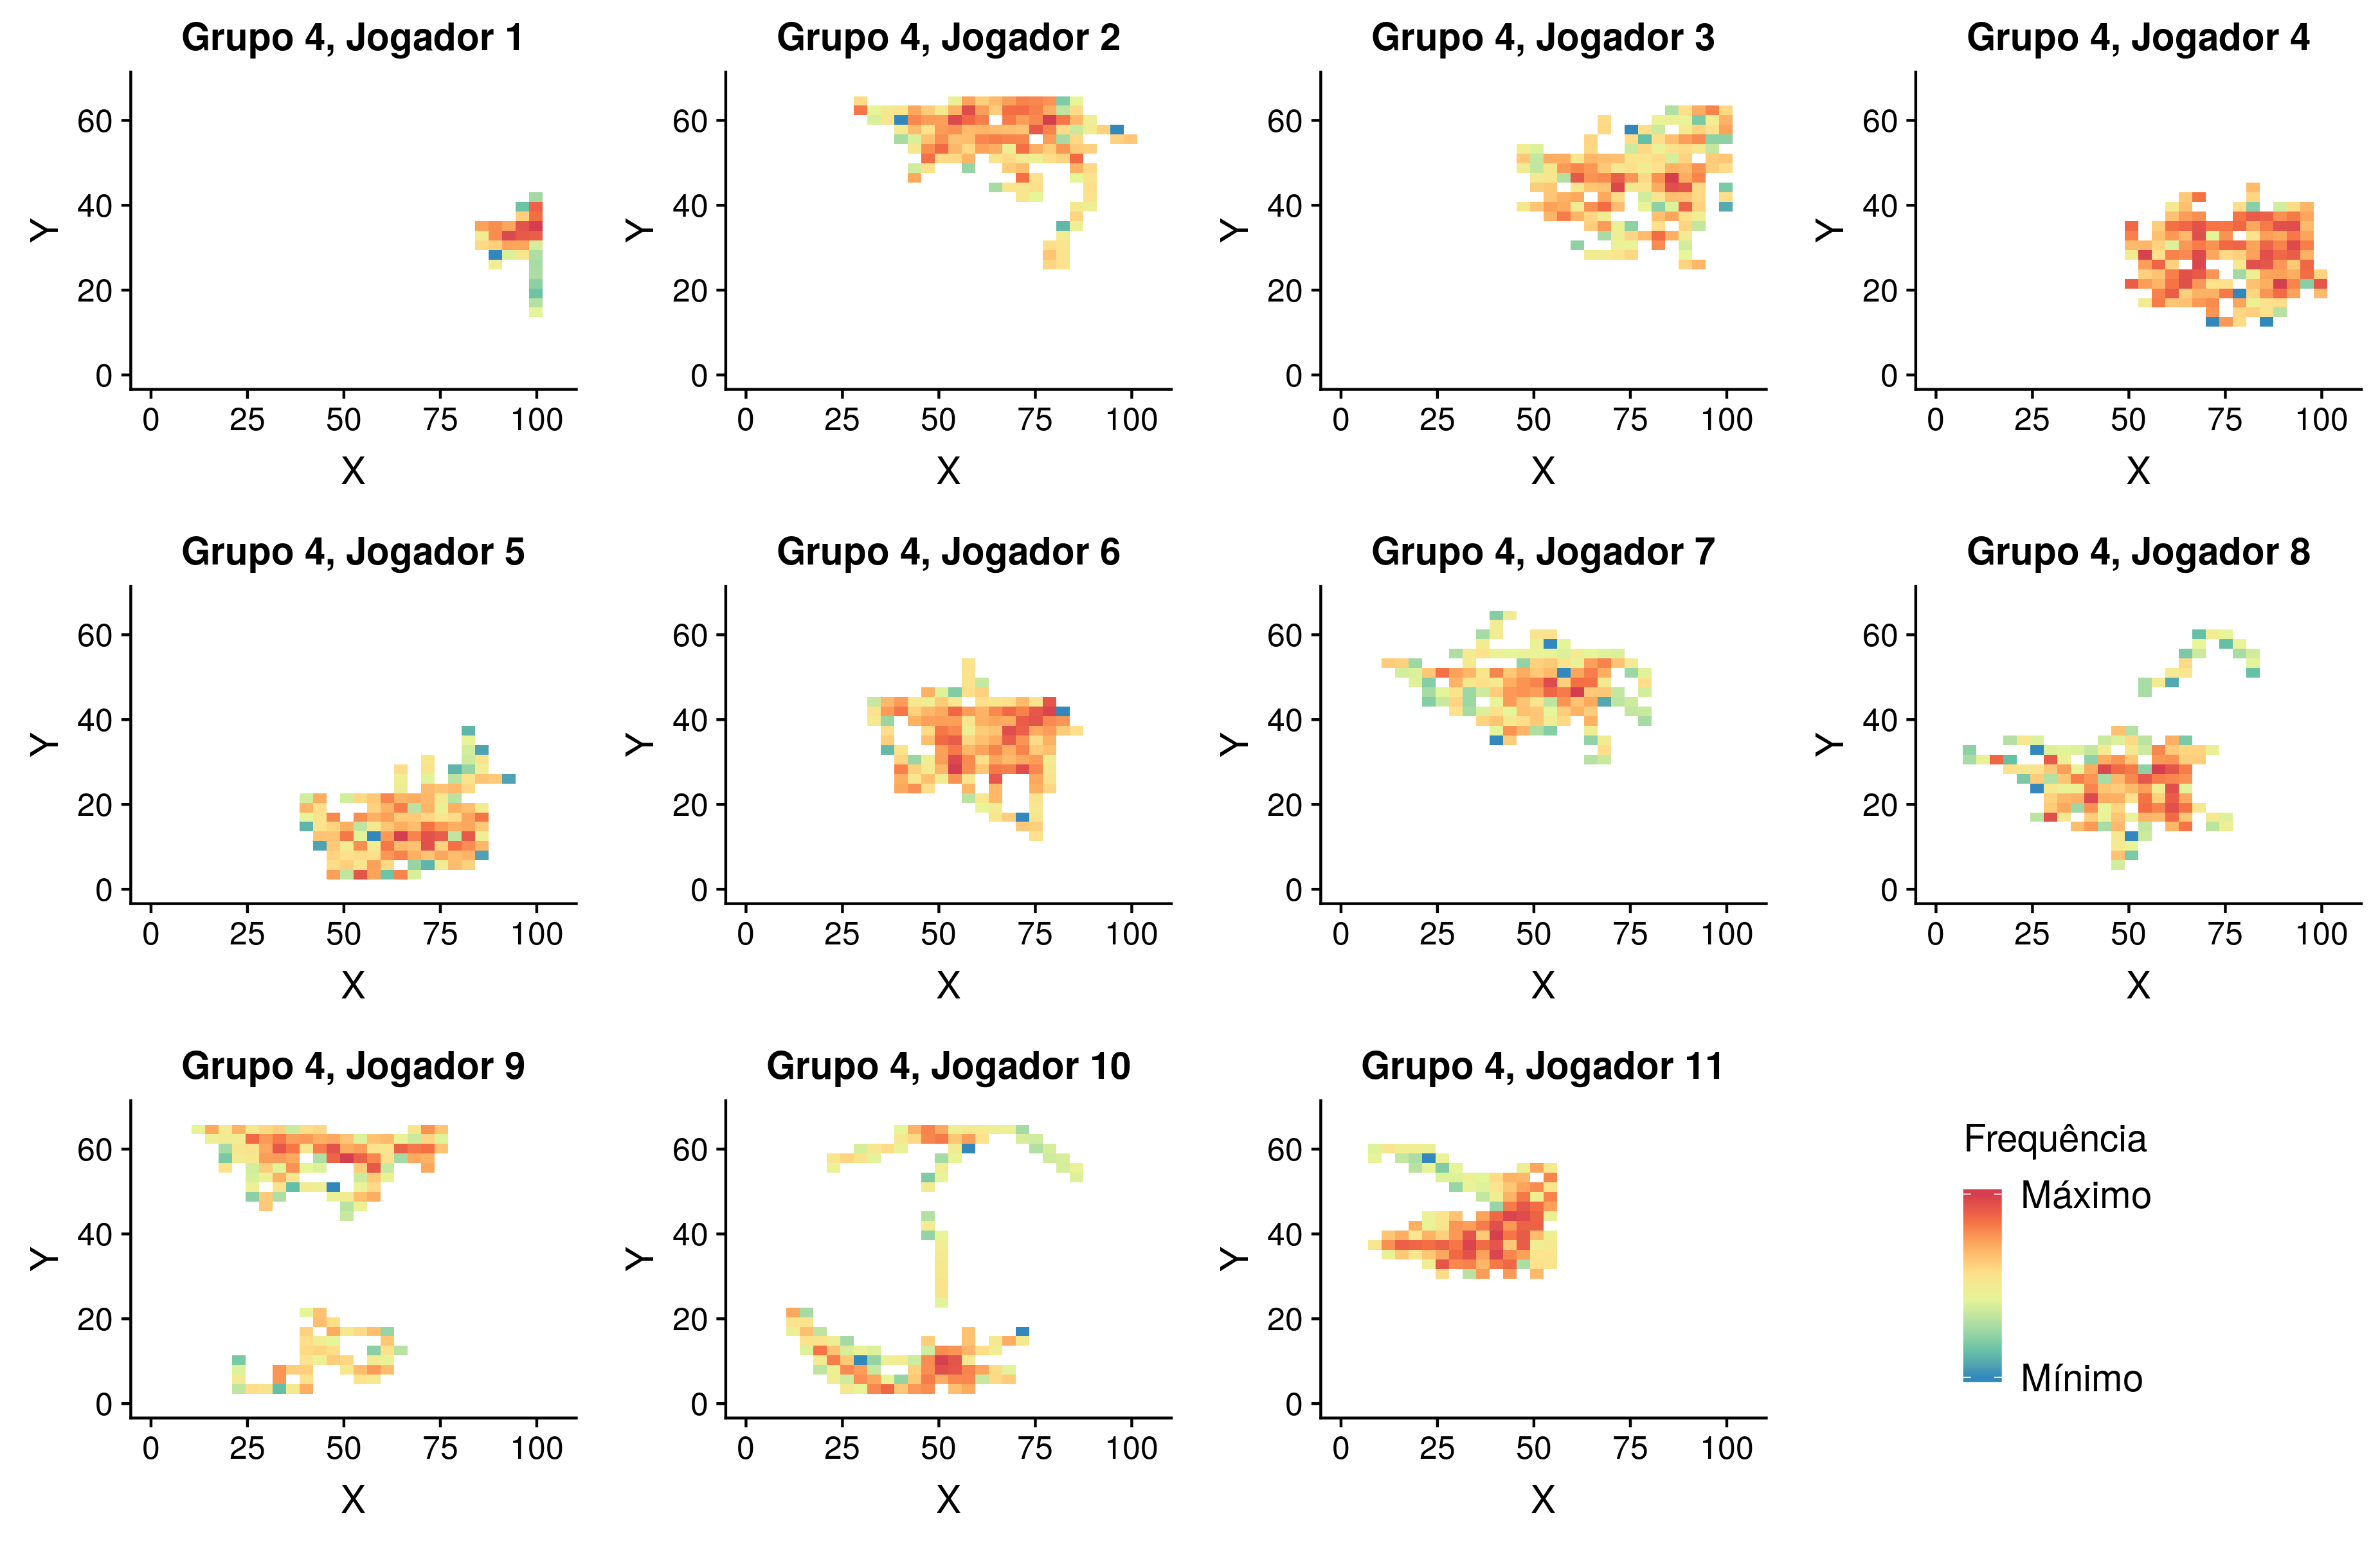 Grupo 4, Jogador 1
Grupo 4, Jogador 2
Grupo 4, Jogador 3
Grupo 4, Jogador 4
60
40
20
0
Y
0 25 50 75 100
X
60
40
20
0
Y
0 25 50 75 100
X
60
40
20
0
Y
0 25 50 75 100
X
60
40
20
0
Y
0 25 50 75 100
X
Grupo 4, Jogador 5
Grupo 4, Jogador 6
Grupo 4, Jogador 7
Grupo 4, Jogador 8
60
40
20
0
Y
0 25 50 75 100
X
60
40
20
0
Y
0 25 50 75 100
X
60
40
20
0
Y
0 25 50 75 100
X
60
40
20
0
Y
0 25 50 75 100
X
Grupo 4, Jogador 9
Grupo 4, Jogador 10
Grupo 4, Jogador 11
60
40
20
0
Y
0 25 50 75 100
X
60
40
20
0
Y
0 25 50 75 100
X
60
40
20
0
Y
0 25 50 75 100
X
Frequência
Máximo
Mínimo